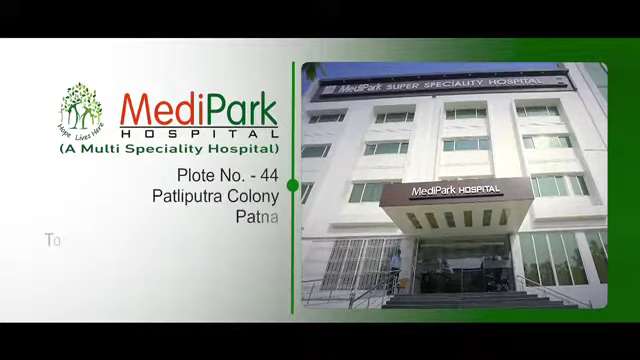 MediPark
HOSPITAL
Hope Lives Here
(A Multi Speciality Hospital)
Plote No. - 44
Patliputra Colony
Patna
To
MediPark SUPER SPECIALITY HOSPITAL
MediPark HOSPITAL